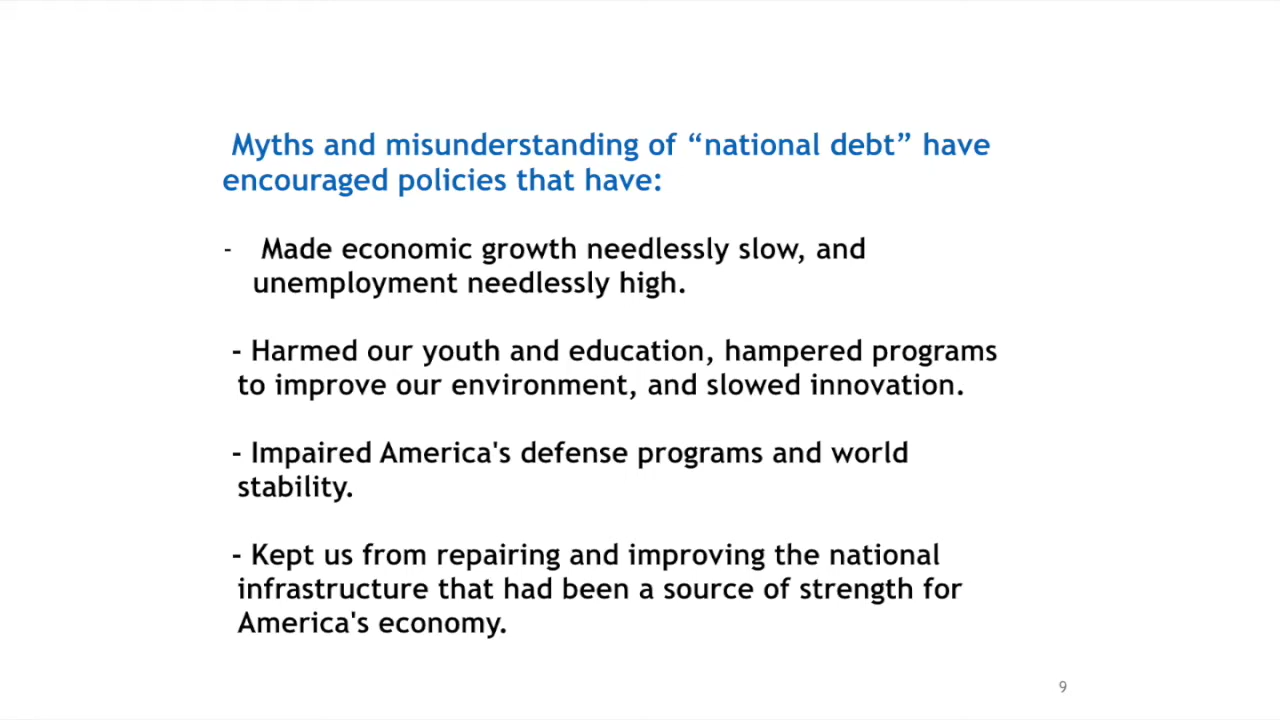 Myths and misunderstanding of “national debt” have
encouraged policies that have:
- Made economic growth needlessly slow, and
unemployment needlessly high.
- Harmed our youth and education, hampered programs
to improve our environment, and slowed innovation.
- Impaired America's defense programs and world
stability.
- Kept us from repairing and improving the national
infrastructure that had been a source of strength for
America's economy.
9